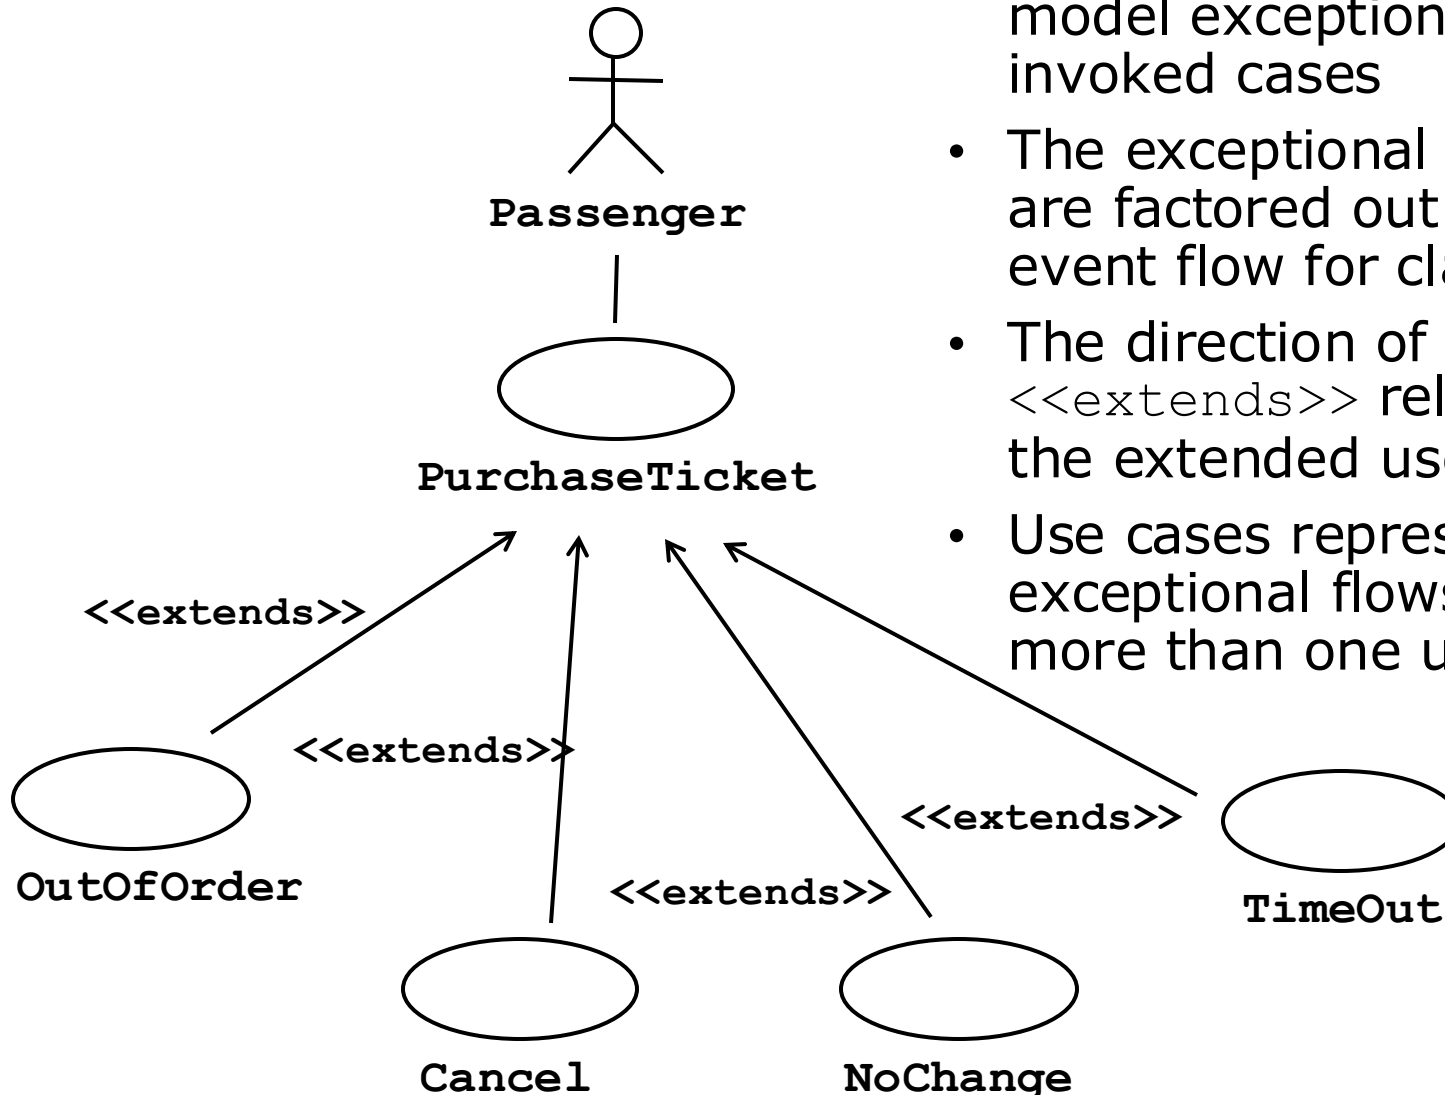 model exception
invoked cases
• The exceptional
are factored out
event flow for cla
• The direction of
<<extends>> rel
the extended us
• Use cases repres
exceptional flows
more than one u
Passenger
PurchaseTicket
<<extends>>
<<extends>>
<<extends>>
<<extends>>
OutOfOrder
TimeOut
Cancel
NoChange